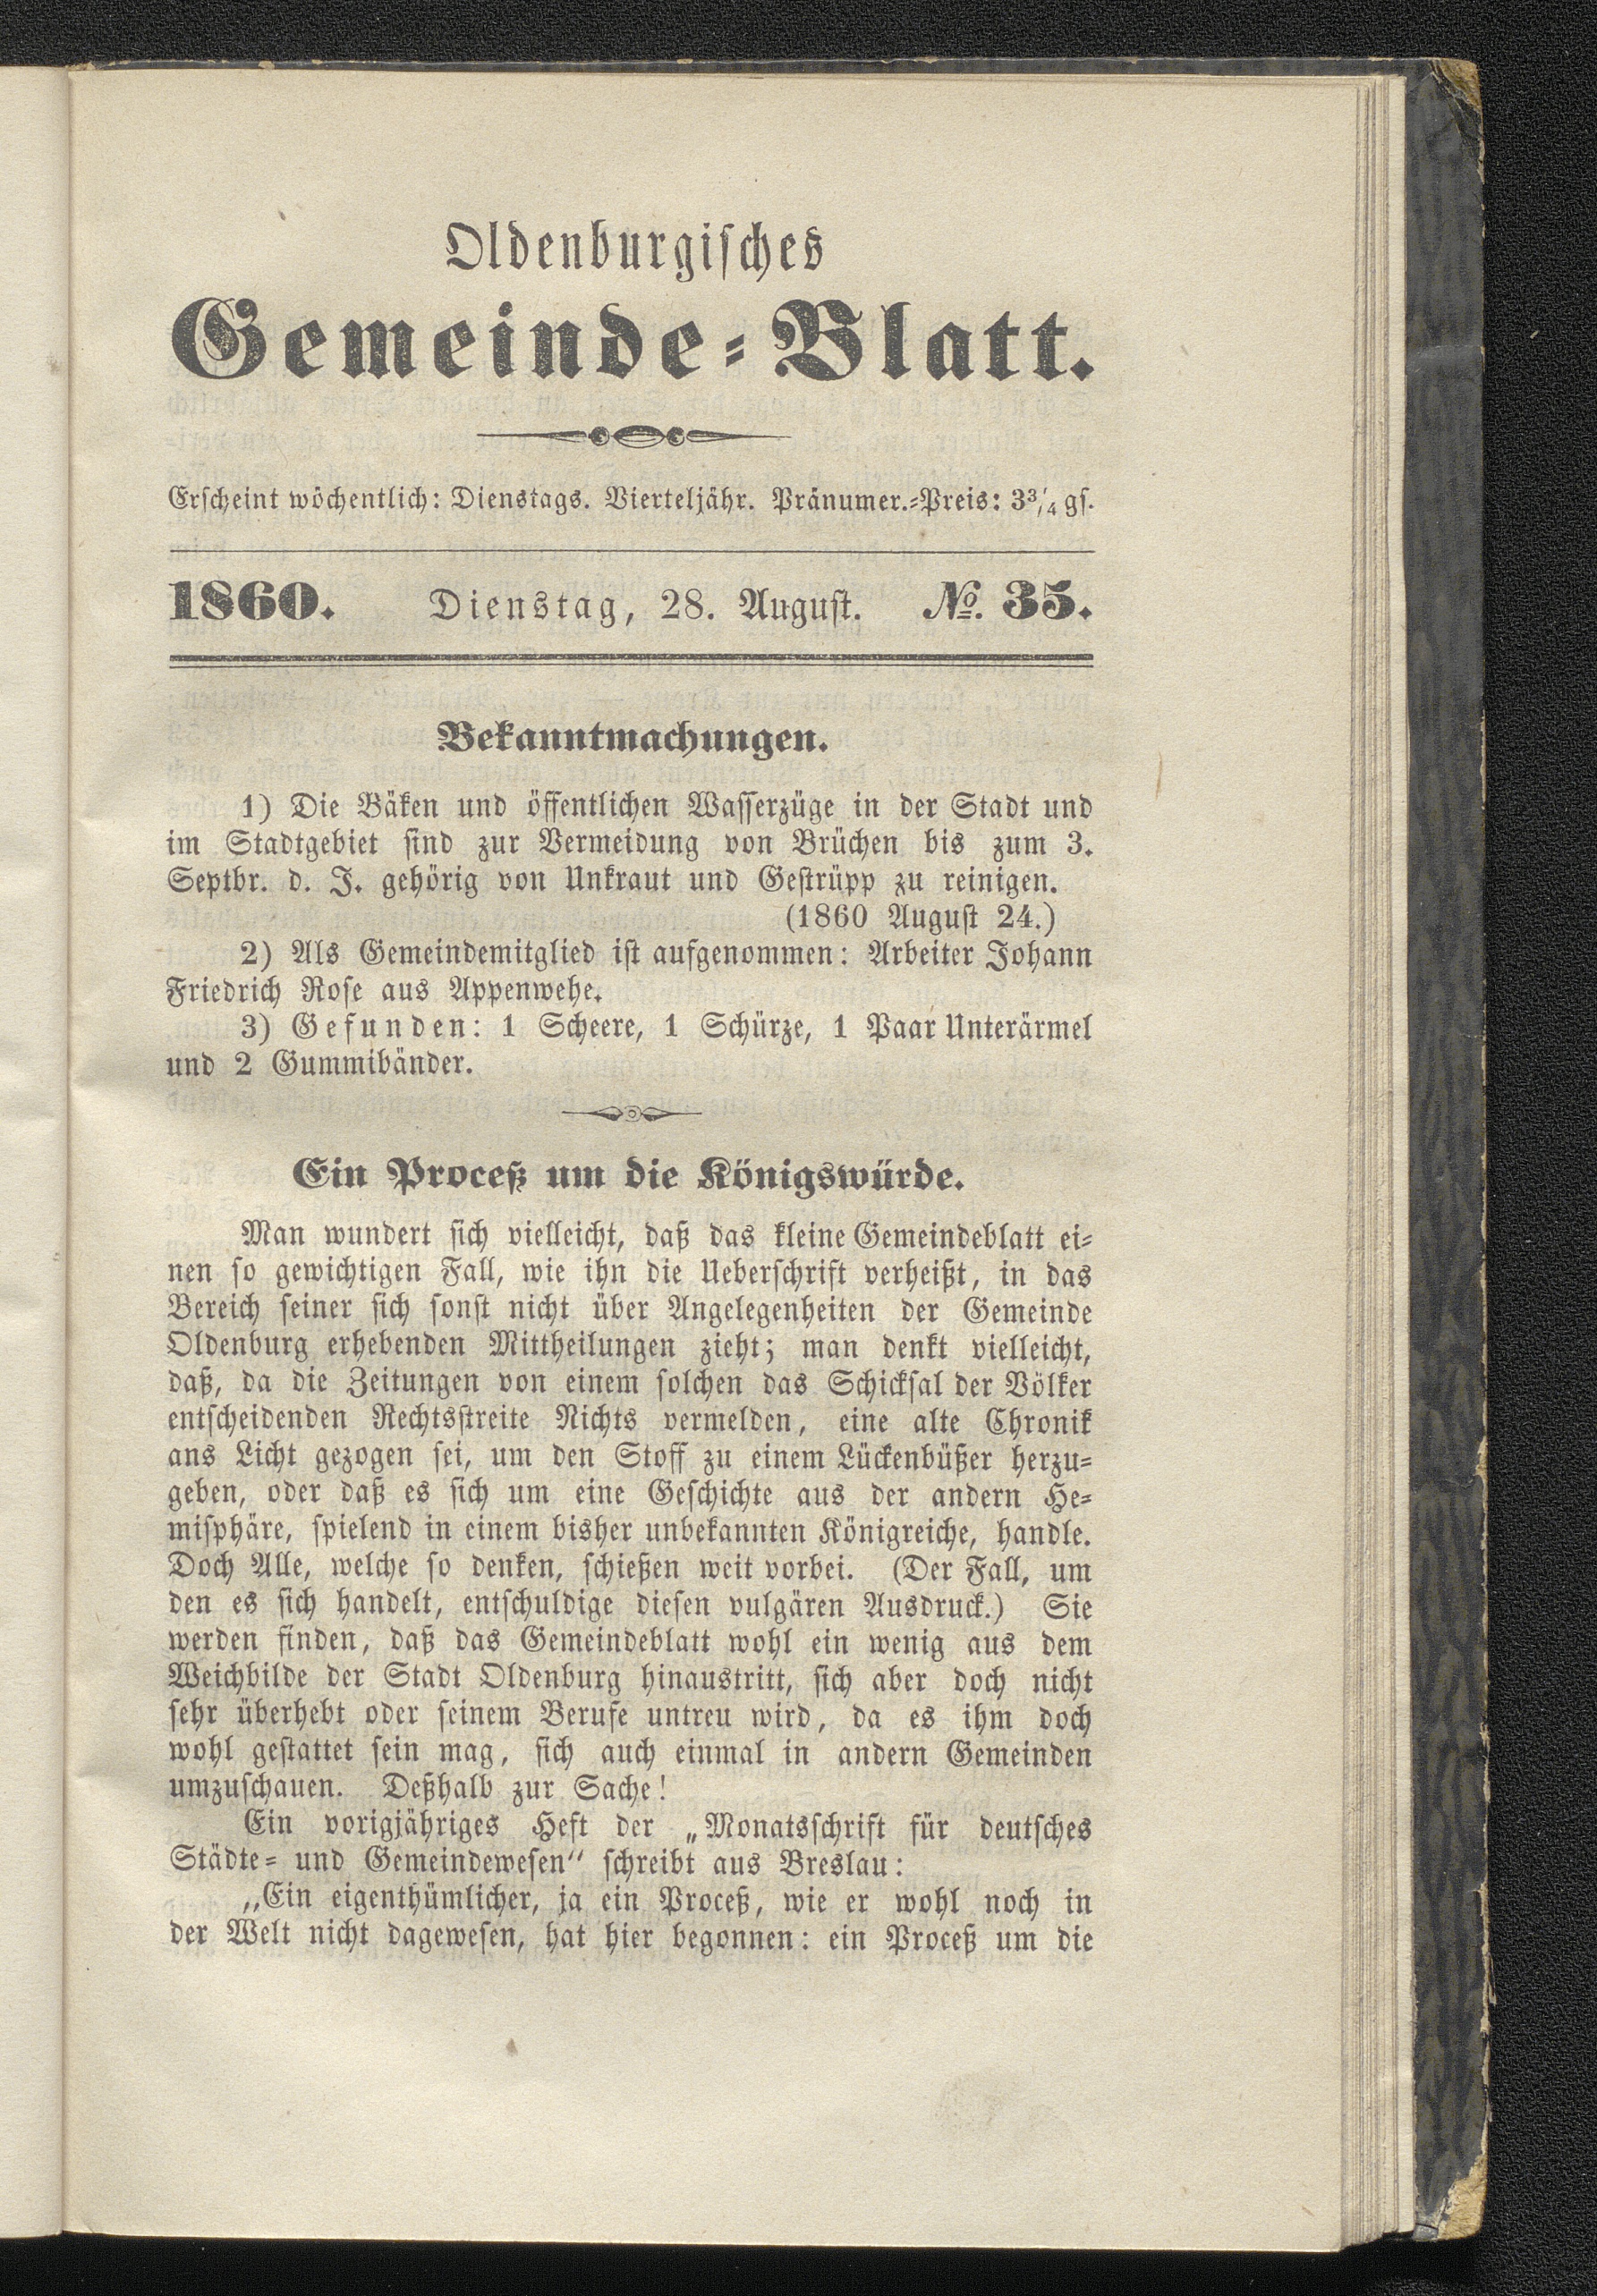 Oldenburgisches
Gemeinde-Blatt.
Erscheint wöchentlich: Dienstags. Vierteljähr. Pränumer.-Preis: 3 3/4 gs.
1860. Dienstag, 28. August. № 35.
Bekanntmachungen.
1) Die Bäken und öffentlichen Wasserzüge in der Stadt und
im Stadtgebiet sind zur Vermeidung von Brüchen bis zum 3.
Septbr. d. J. gehörig von Unkraut und Gestrüpp zu reinigen.
(1860 August 24.)
2) Als Gemeindemitglied ist aufgenommen: Arbeiter Johann
Friedrich Rose aus Appenwehe.
3) Gefunden: 1 Scheere, 1 Schürze, 1 Paar Unterärmel
und 2 Gummibänder.
Ein Proceß um die Königswürde.
Man wundert sich vielleicht, daß das kleine Gemeindeblatt ei-
nen so gewichtigen Fall, wie ihn die Ueberschrift verheißt, in das
Bereich seiner sich sonst nicht über Angelegenheiten der Gemeinde
Oldenburg erhebenden Mittheilungen zieht; man denkt vielleicht,
daß, da die Zeitungen von einem solchen das Schicksal der Völker
entscheidenden Rechtsstreite Nichts vermelden, eine alte Chronik
ans Licht gezogen sei, um den Stoff zu einem Lückenbüßer herzu-
geben, oder daß es sich um eine Geschichte aus der andern He-
misphäre, spielend in einem bisher unbekannten Königreiche, handle.
Doch Alle, welche so denken, schießen weit vorbei. (Der Fall, um
den es sich handelt, entschuldige diesen vulgären Ausdruck.) Sie
werden finden, daß das Gemeindeblatt wohl ein wenig aus dem
Weichbilde der Stadt Oldenburg hinaustritt, sich aber doch nicht
sehr überhebt oder seinem Berufe untreu wird, da es ihm doch
wohl gestattet sein mag, sich auch einmal in andern Gemeinden
umzuschauen. Deßhalb zur Sache!
Ein vorigjähriges Heft der „Monatsschrift für deutsches
Städte- und Gemeindewesen“ schreibt aus Breslau:
„Ein eigenthümlicher, ja ein Proceß, wie er wohl noch in
der Welt nicht dagewesen, hat hier begonnen: ein Proceß um die